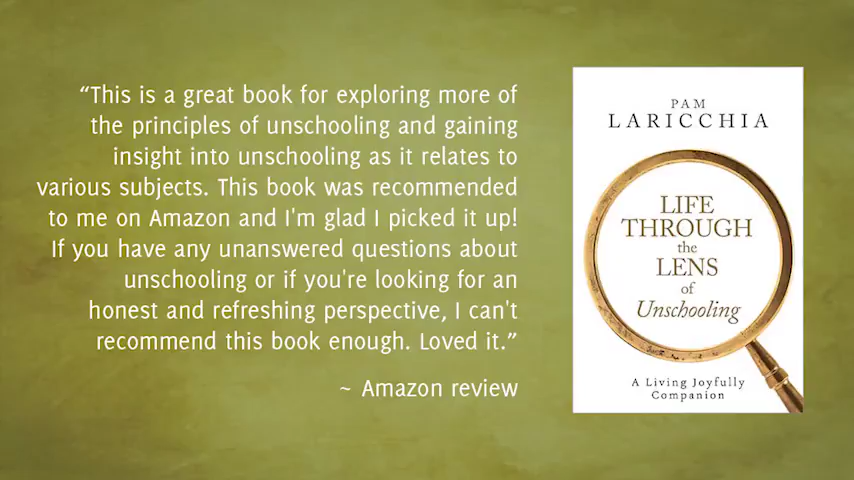 “This is a great book for exploring more of
the principles of unschooling and gaining
insight into unschooling as it relates to
various subjects. This book was recommended
to me on Amazon and I'm glad I picked it up!
If you have any unanswered questions about
unschooling or if you're looking for an
honest and refreshing perspective, I can't
recommend this book enough. Loved it.”
~ Amazon review
PAM
LARICCHIA
LIFE
THROUGH
the
LENS
of
Unschooling
A Living Joyfully
Companion